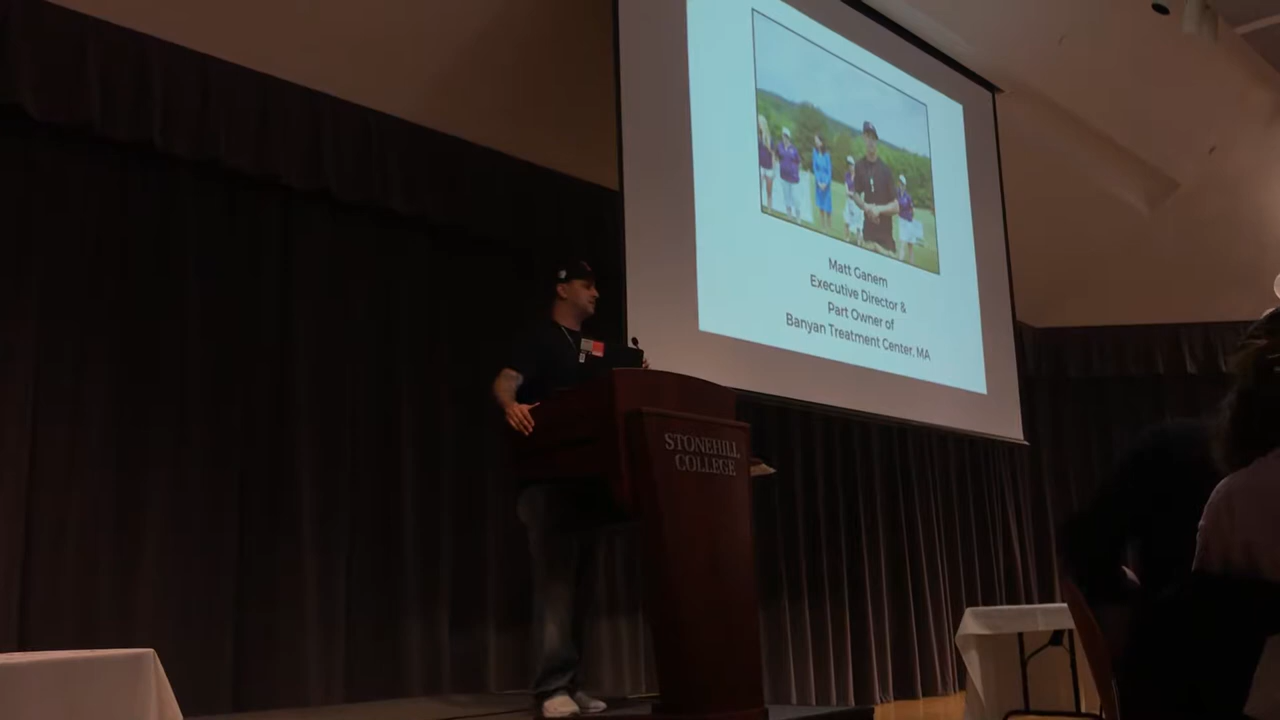 Matt Ganem
Executive Director &
Part Owner of
Banyan Treatment Center, MA
STONEHILL
COLLEGE